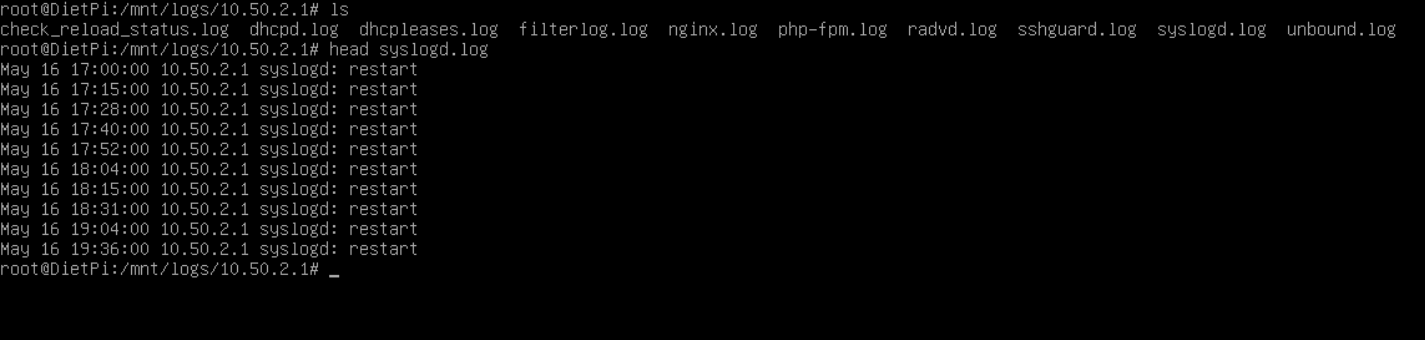 root@DietPi:/mnt/logs/10.50.2.1# ls
check_reload_status.log  dhcpd.log  dhcpleases.log  filterlog.log  nginx.log  php-fpm.log  radvd.log  sshguard.log  syslogd.log  unbound.log
root@DietPi:/mnt/logs/10.50.2.1# head syslogd.log
May 16 17:00:00 10.50.2.1 syslogd: restart
May 16 17:15:00 10.50.2.1 syslogd: restart
May 16 17:28:00 10.50.2.1 syslogd: restart
May 16 17:40:00 10.50.2.1 syslogd: restart
May 16 17:52:00 10.50.2.1 syslogd: restart
May 16 18:04:00 10.50.2.1 syslogd: restart
May 16 18:15:00 10.50.2.1 syslogd: restart
May 16 18:31:00 10.50.2.1 syslogd: restart
May 16 19:04:00 10.50.2.1 syslogd: restart
May 16 19:36:00 10.50.2.1 syslogd: restart
root@DietPi:/mnt/logs/10.50.2.1# _